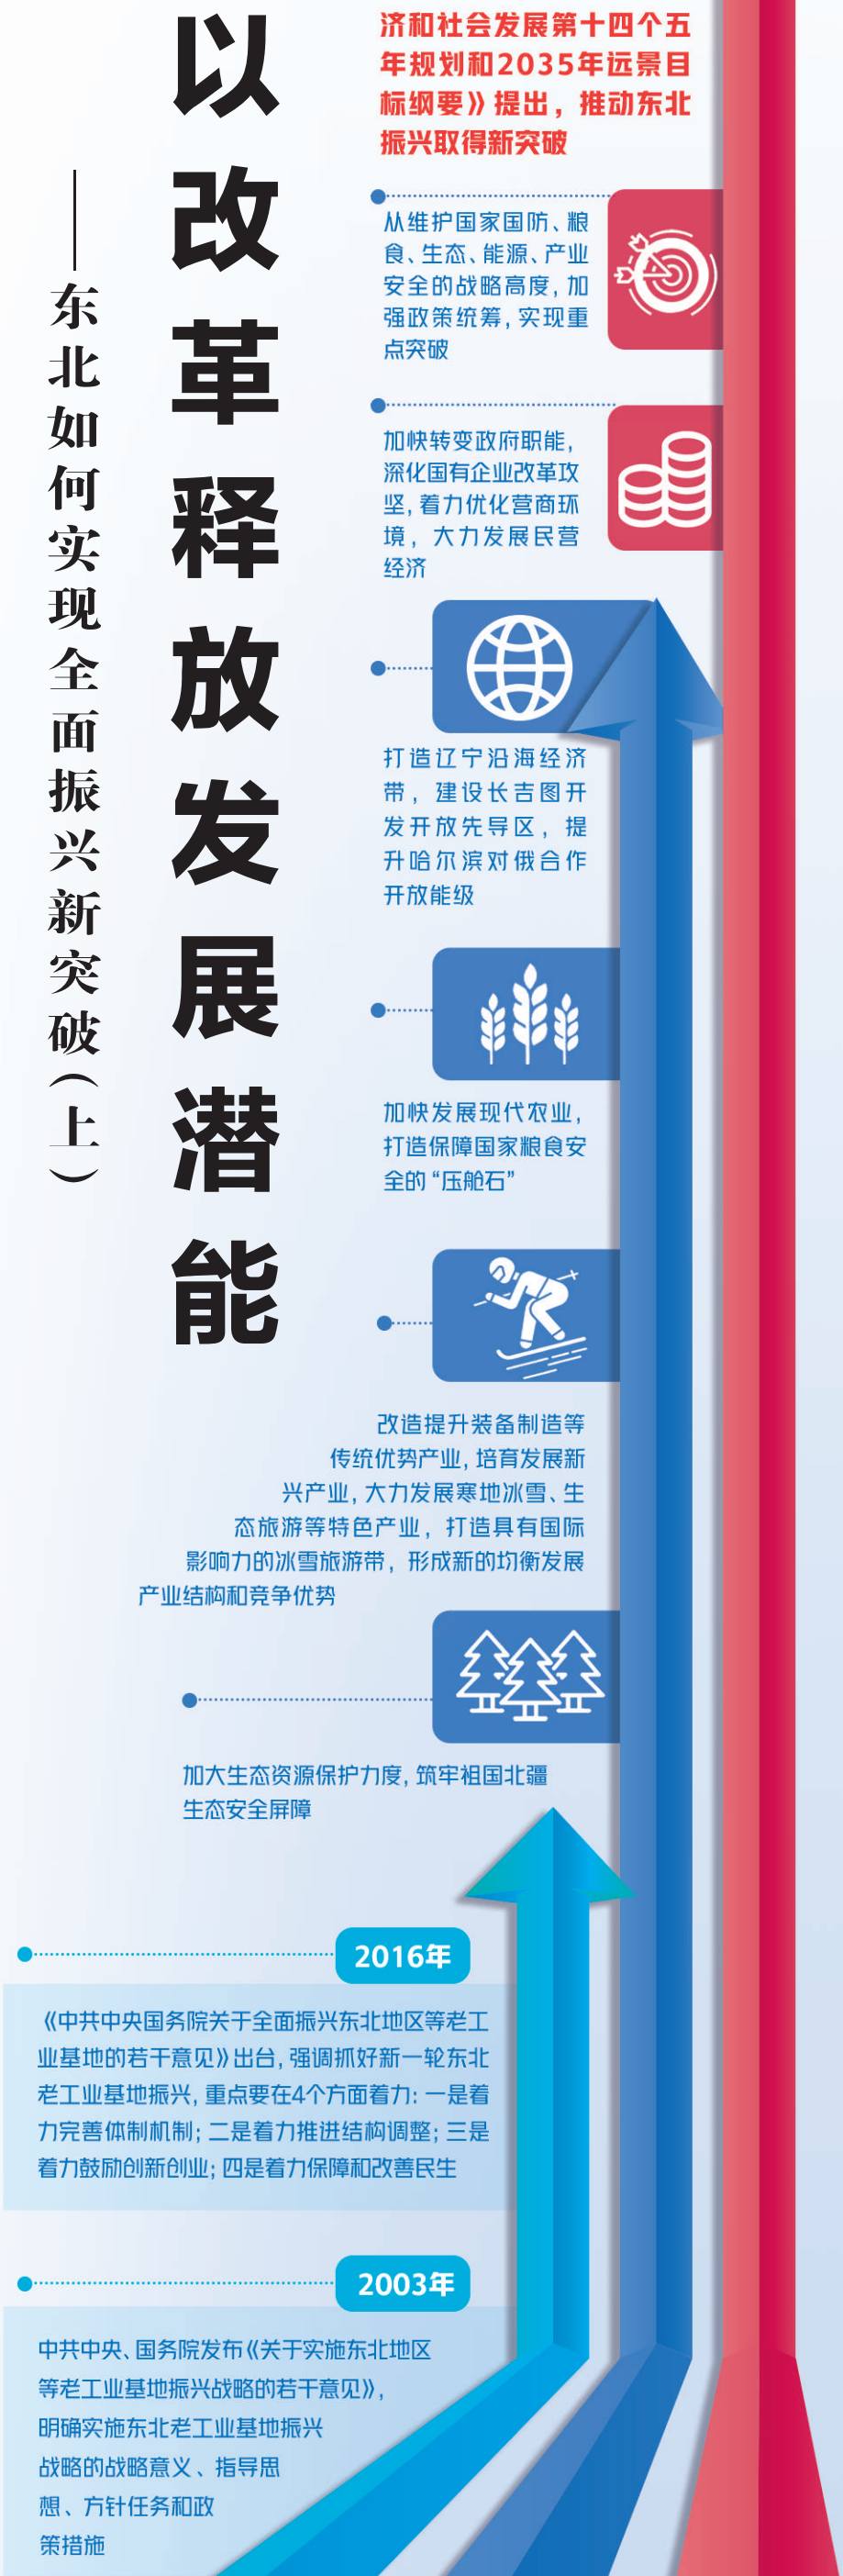 以改革释放发展潜能
——东北如何实现全面振兴新突破（上）
济和社会发展第十四个五
年规划和2035年远景目
标纲要》提出，推动东北
振兴取得新突破
从维护国家国防、粮
食、生态、能源、产业
安全的战略高度，加
强政策统筹，实现重
点突破
加快转变政府职能，
深化国有企业改革攻
坚，着力优化营商环
境，大力发展民营
经济
打造辽宁沿海经济
带，建设长吉图开
发开放先导区，提
升哈尔滨对俄合作
开放能级
加快发展现代农业，
打造保障国家粮食安
全的“压舱石”
改造提升装备制造等
传统优势产业，培育发展新
兴产业，大力发展寒地冰雪、生
态旅游等特色产业，打造具有国际
影响力的冰雪旅游带，形成新的均衡发展
产业结构和竞争优势
加大生态资源保护力度，筑牢祖国北疆
生态安全屏障
2016年
《中共中央国务院关于全面振兴东北地区等老工
业基地的若干意见》出台，强调抓好新一轮东北
老工业基地振兴，重点要在4个方面着力：一是着
力完善体制机制；二是着力推进结构调整；三是
着力鼓励创新创业；四是着力保障和改善民生
2003年
中共中央、国务院发布《关于实施东北地区
等老工业基地振兴战略的若干意见》，
明确实施东北老工业基地振兴
战略的战略意义、指导思
想、方针任务和政
策措施